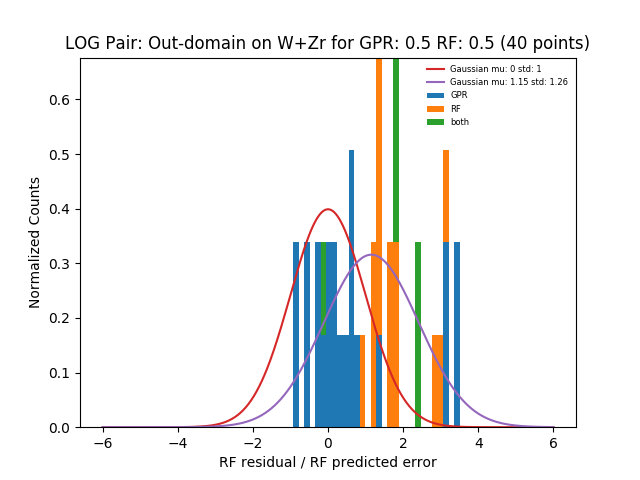 LOG Pair: Out-domain on W+Zr for GPR: 0.5 RF: 0.5 (40 points)
Gaussian mu: 0 std: 1
Gaussian mu: 1.15 std: 1.26
GPR
RF
both
Normalized Counts
0.6
0.5
0.4
0.3
0.2
0.1
0.0
−6 −4 −2 0 2 4 6
RF residual / RF predicted error